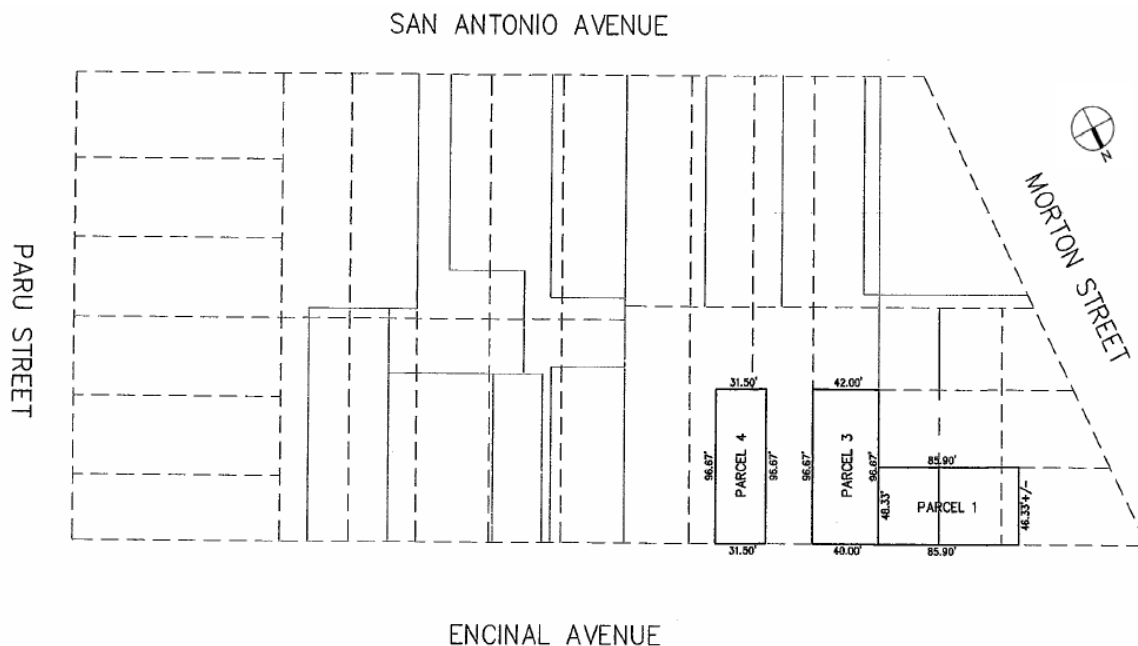 SAN ANTONIO AVENUE
N
MORTON STREET
PARU STREET
31.50'
42.00'
96.67'
PARCEL 4
95.67'
96.67'
PARCEL 3
96.67'
85.90'
48.33'
PARCEL 1
46.33'+/-
31.50'
40.00'
85.90'
ENCINAL AVENUE